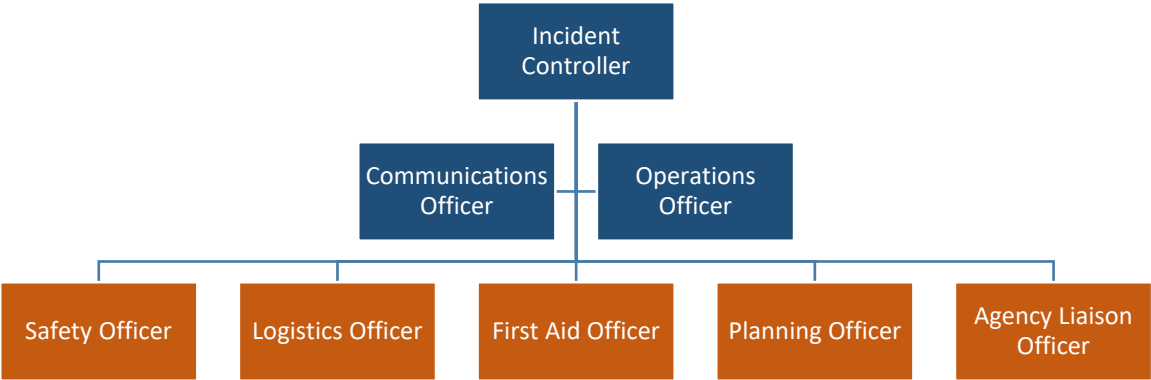 Incident
Controller
Communications
Officer
Operations
Officer
Safety Officer
Logistics Officer
First Aid Officer
Planning Officer
Agency Liaison
Officer